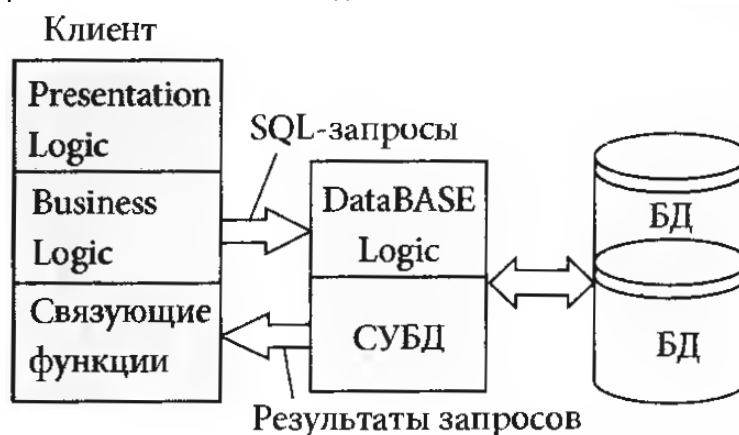 Клиент
Presentation
Logic
Business
Logic
Связующие
функции
SQL-запросы
DataBASE
Logic
СУБД
Результаты запросов
БД
БД